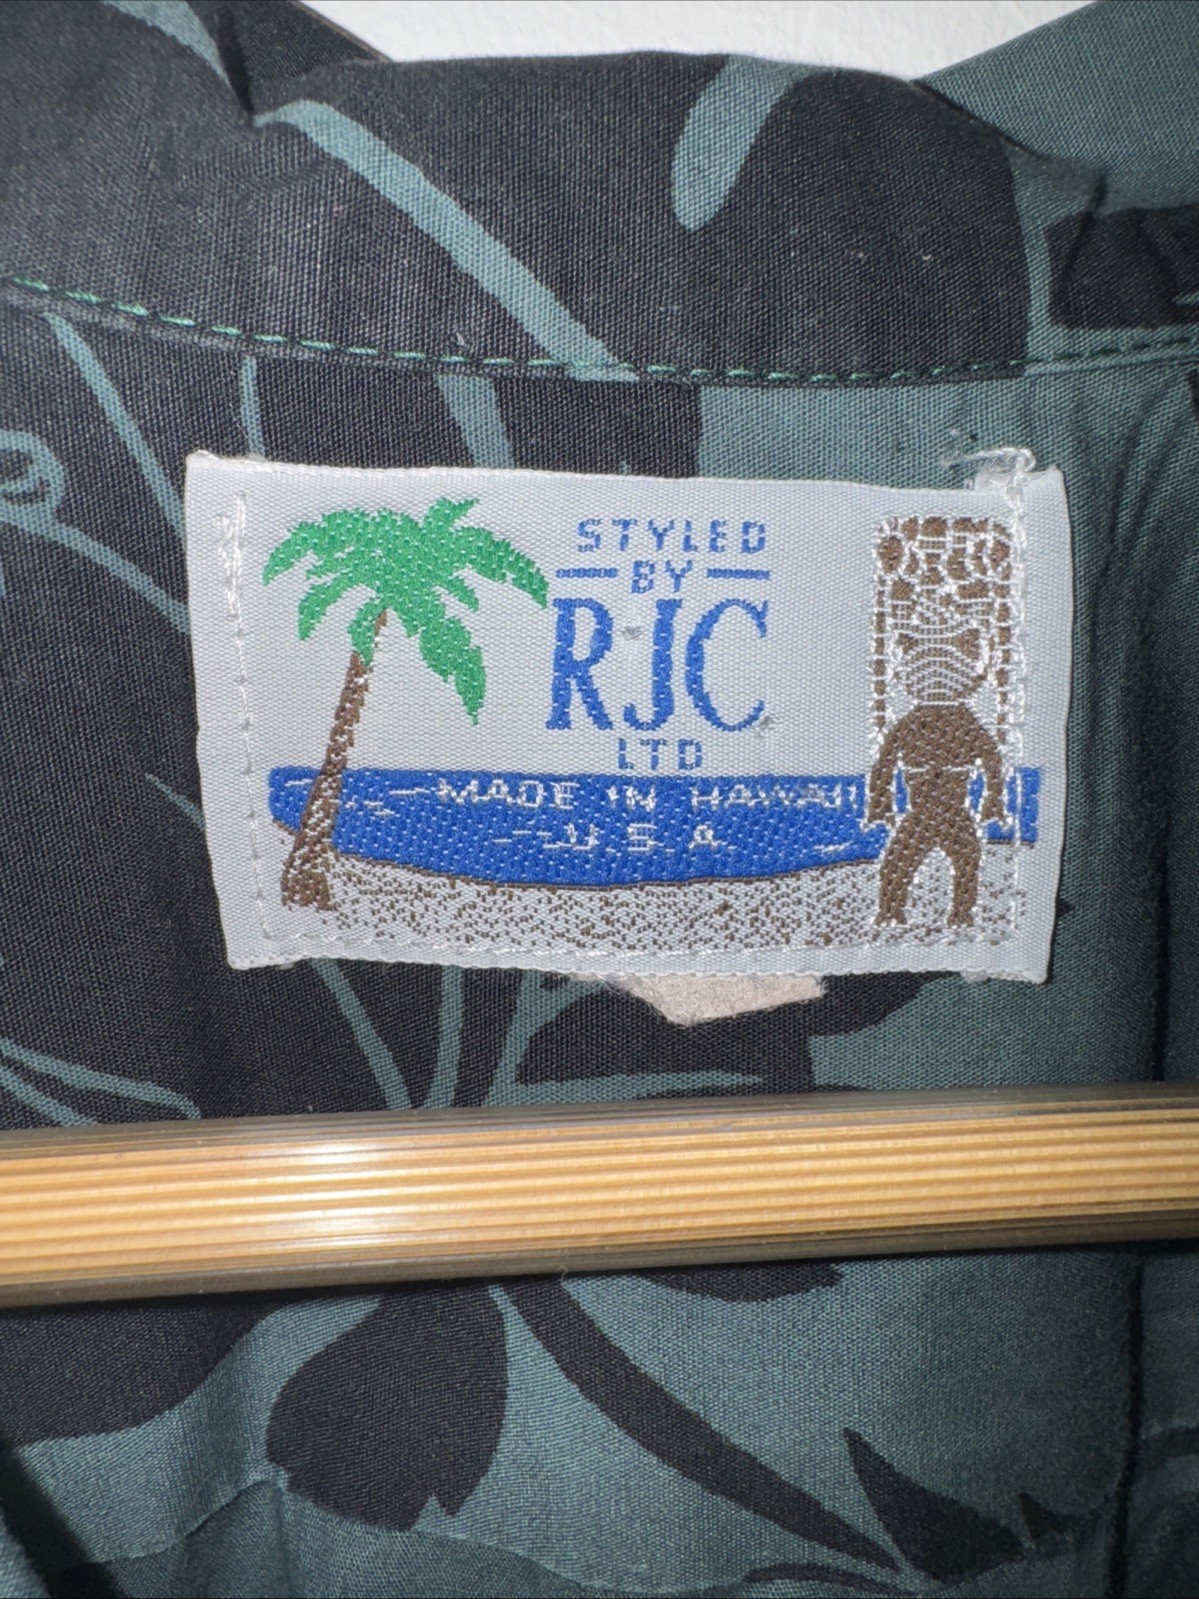 STYLED
BY
RJC
LTD
MADE IN HAWAII
U.S.A.